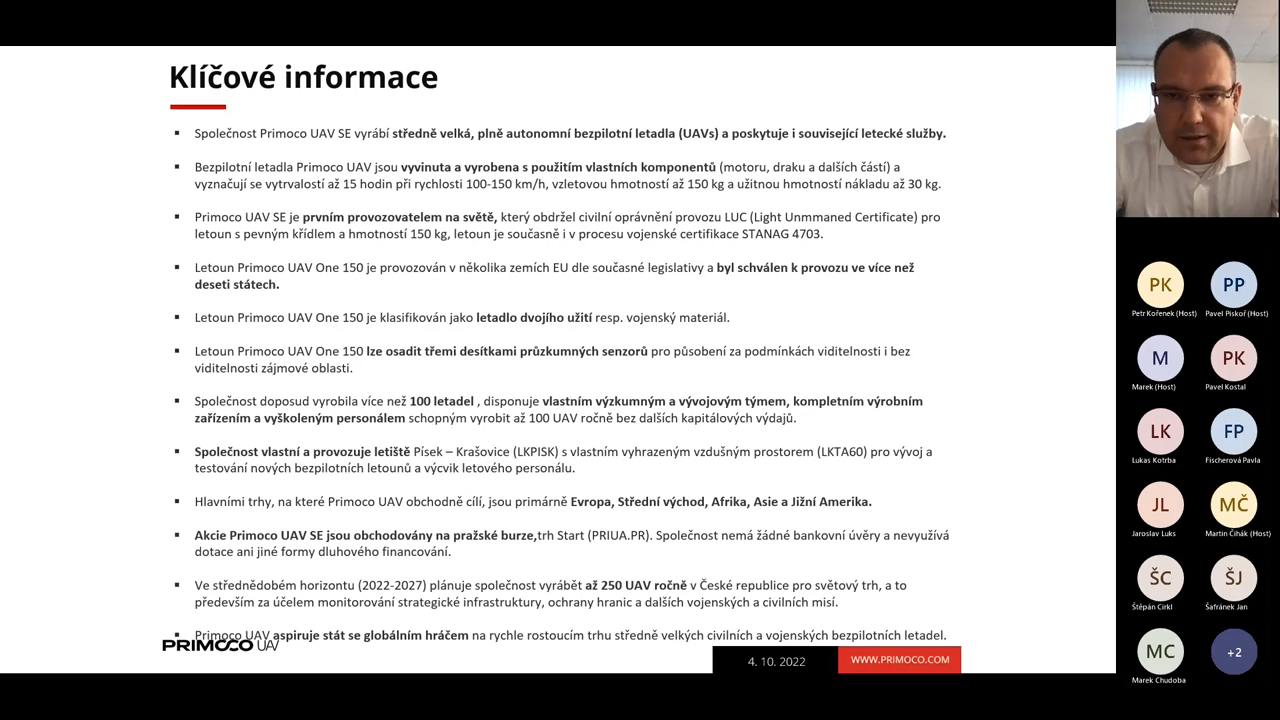 Klíčové informace
▪ Společnost Primoco UAV SE vyrábí středně velká, plně autonomní bezpilotní letadla (UAVs) a poskytuje i související letecké služby.
▪ Bezpilotní letadla Primoco UAV jsou vyvinuta a vyrobena s použitím vlastních komponentů (motoru, draku a dalších částí) a
vyznačují se vytrvalostí až 15 hodin při rychlosti 100-150 km/h, vzletovou hmotností až 150 kg a užitnou hmotností nákladu až 30 kg.
▪ Primoco UAV SE je prvním provozovatelem na světě, který obdržel civilní oprávnění provozu LUC (Light Unmmaned Certificate) pro
letoun s pevným křídlem a hmotností 150 kg, letoun je současně i v procesu vojenské certifikace STANAG 4703.
▪ Letoun Primoco UAV One 150 je provozován v několika zemích EU dle současné legislativy a byl schválen k provozu ve více než
deseti státech.
▪ Letoun Primoco UAV One 150 je klasifikován jako letadlo dvojího užití resp. vojenský materiál.
▪ Letoun Primoco UAV One 150 lze osadit třemi desítkami průzkumných senzorů pro působení za podmínkách viditelnosti i bez
viditelnosti zájmové oblasti.
▪ Společnost doposud vyrobila více než 100 letadel , disponuje vlastním výzkumným a vývojovým týmem, kompletním výrobním
zařízením a vyškoleným personálem schopným vyrobit až 100 UAV ročně bez dalších kapitálových výdajů.
▪ Společnost vlastní a provozuje letiště Písek – Krašovice (LKPISK) s vlastním vyhrazeným vzdušným prostorem (LKTA60) pro vývoj a
testování nových bezpilotních letounů a výcvik letového personálu.
▪ Hlavními trhy, na které Primoco UAV obchodně cílí, jsou primárně Evropa, Střední východ, Afrika, Asie a Jižní Amerika.
▪ Akcie Primoco UAV SE jsou obchodovány na pražské burze,trh Start (PRIUA.PR). Společnost nemá žádné bankovní úvěry a nevyužívá
dotace ani jiné formy dluhového financování.
▪ Ve střednědobém horizontu (2022-2027) plánuje společnost vyrábět až 250 UAV ročně v České republice pro světový trh, a to
především za účelem monitorování strategické infrastruktury, ochrany hranic a dalších vojenských a civilních misí.
▪ Primoco UAV aspiruje stát se globálním hráčem na rychle rostoucím trhu středně velkých civilních a vojenských bezpilotních letadel.
PRIMOCO UAV
4. 10. 2022
WWW.PRIMOCO.COM
PK PP
Petr Kořenek (Host) Pavel Piskoř (Host)
M PK
Marek (Host) Pavel Kostal
LK FP
Lukas Kotrba Fischerová Pavla
JL MČ
Jaroslav Luks Martin Čihák (Host)
ŠC ŠJ
Štěpán Cirkl Šafránek Jan
MC +2
Marek Chudoba